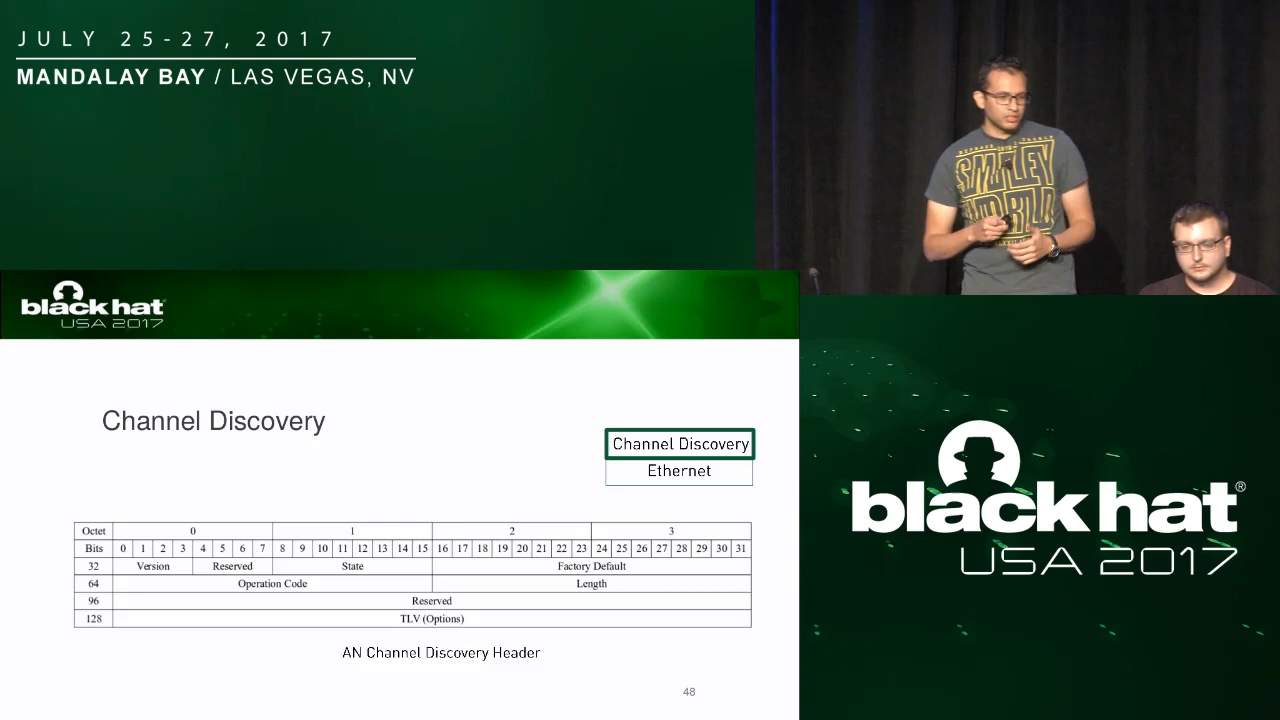 JULY 25-27, 2017
MANDALAY BAY / LAS VEGAS, NV
SMILEY
black hat
USA 2017
Channel Discovery
Channel Discovery
Ethernet
Octet 0 1 2 3
Bits 0 1 2 3 4 5 6 7 8 9 10 11 12 13 14 15 16 17 18 19 20 21 22 23 24 25 26 27 28 29 30 31
32 Version Reserved State Factory Default
64 Operation Code Length
96 Reserved
128 TLV (Options)
AN Channel Discovery Header
48
black hat®
USA 2017